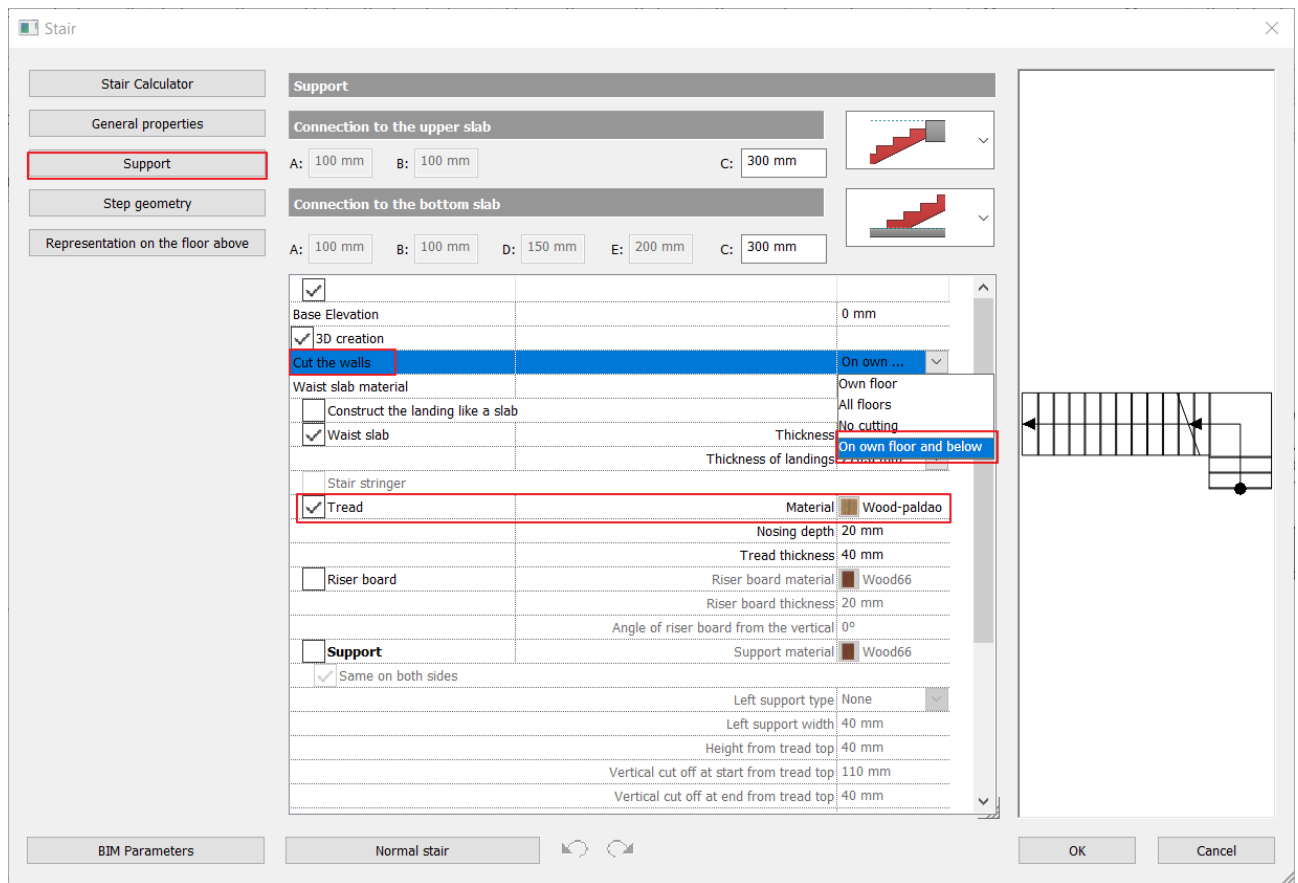 Stair
Stair Calculator
General properties
Support
Step geometry
Representation on the floor above
Support
Connection to the upper slab
A: 100 mm B: 100 mm C: 300 mm
Connection to the bottom slab
A: 100 mm B: 100 mm D: 150 mm E: 200 mm C: 300 mm
Base Elevation 0 mm
3D creation
Cut the walls On own ...
Own floor
All floors
No cutting
On own floor and below
Waist slab material
Construct the landing like a slab
Waist slab Thickness
Thickness of landings
Stair stringer
Tread Material Wood-paldao
Nosing depth 20 mm
Tread thickness 40 mm
Riser board Riser board material Wood66
Riser board thickness 20 mm
Angle of riser board from the vertical 0°
Support Support material Wood66
Same on both sides
Left support type None
Left support width 40 mm
Height from tread top 40 mm
Vertical cut off at start from tread top 110 mm
Vertical cut off at end from tread top 40 mm
BIM Parameters
Normal stair
OK
Cancel